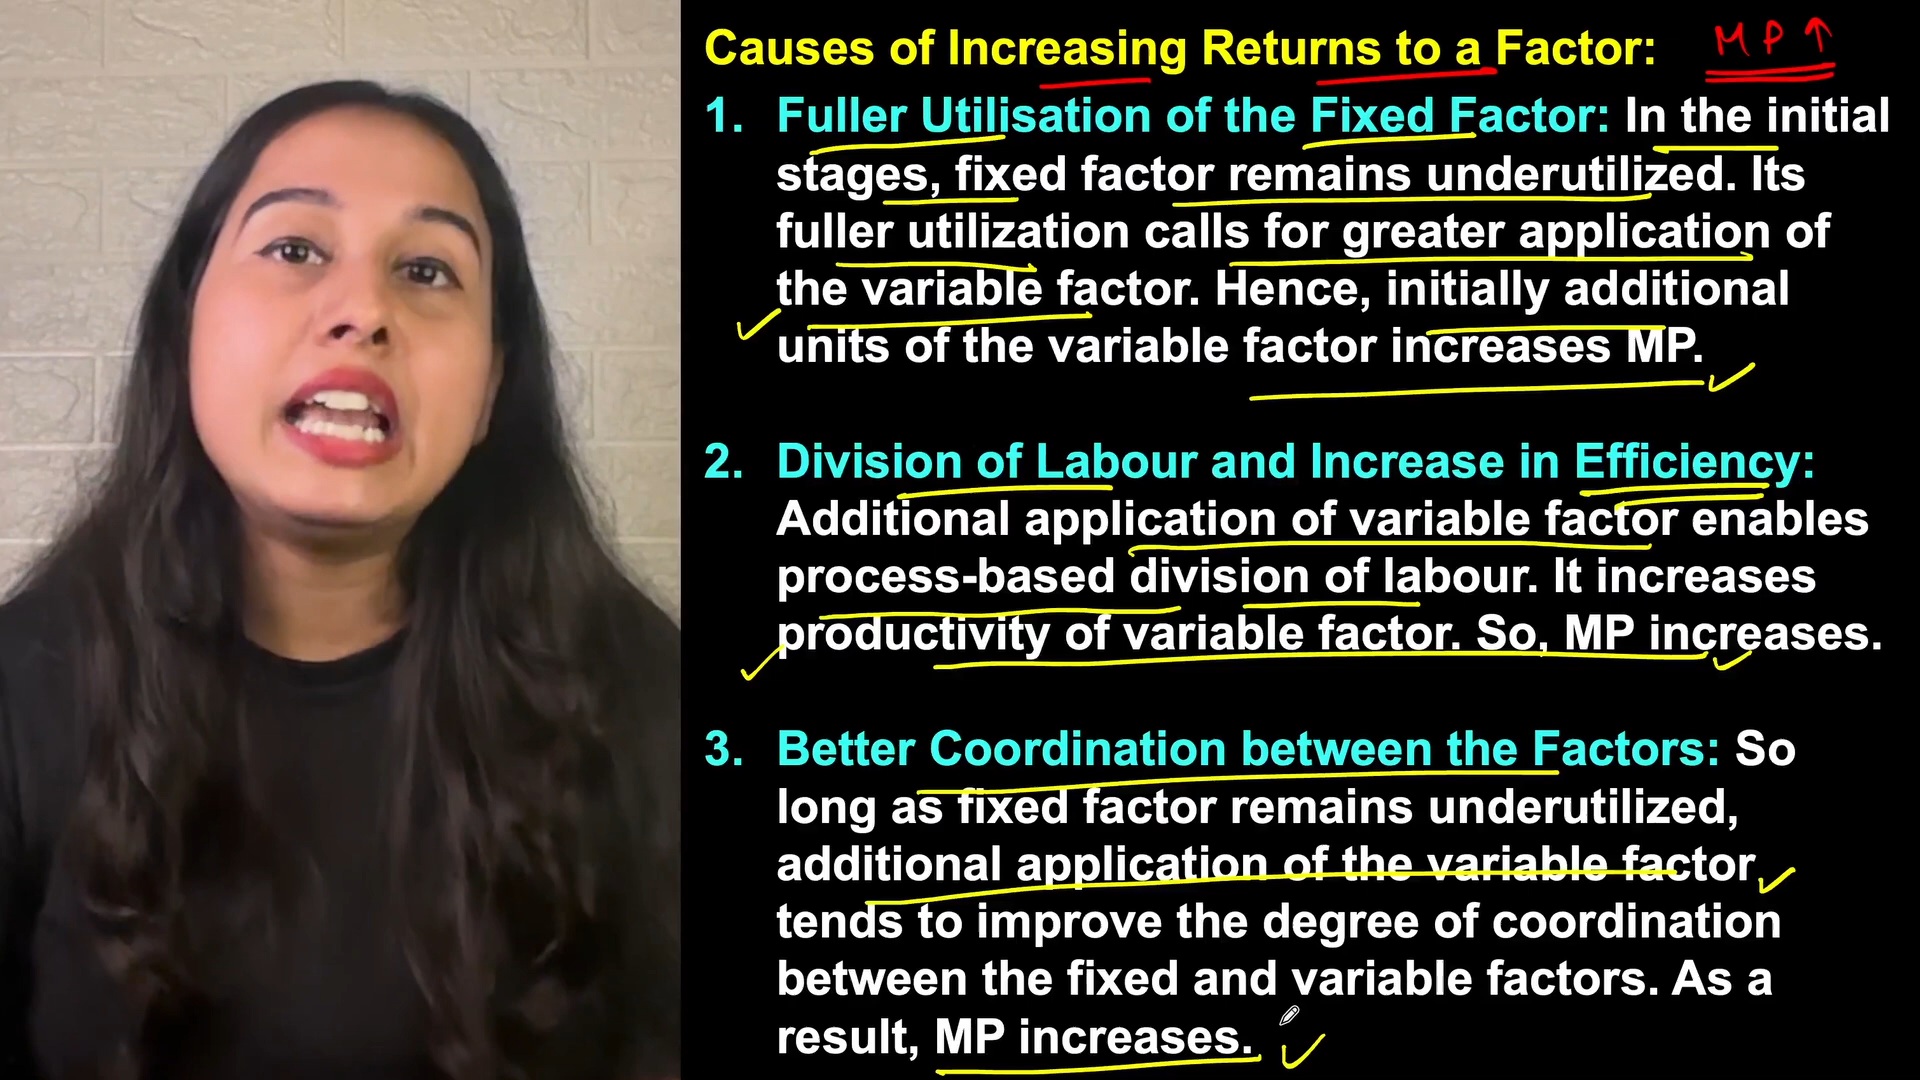 Causes of Increasing Returns to a Factor: MP↑
1. Fuller Utilisation of the Fixed Factor: In the initial
stages, fixed factor remains underutilized. Its
fuller utilization calls for greater application of
the variable factor. Hence, initially additional
units of the variable factor increases MP.
2. Division of Labour and Increase in Efficiency:
Additional application of variable factor enables
process-based division of labour. It increases
productivity of variable factor. So, MP increases.
3. Better Coordination between the Factors: So
long as fixed factor remains underutilized,
additional application of the variable factor
tends to improve the degree of coordination
between the fixed and variable factors. As a
result, MP increases.